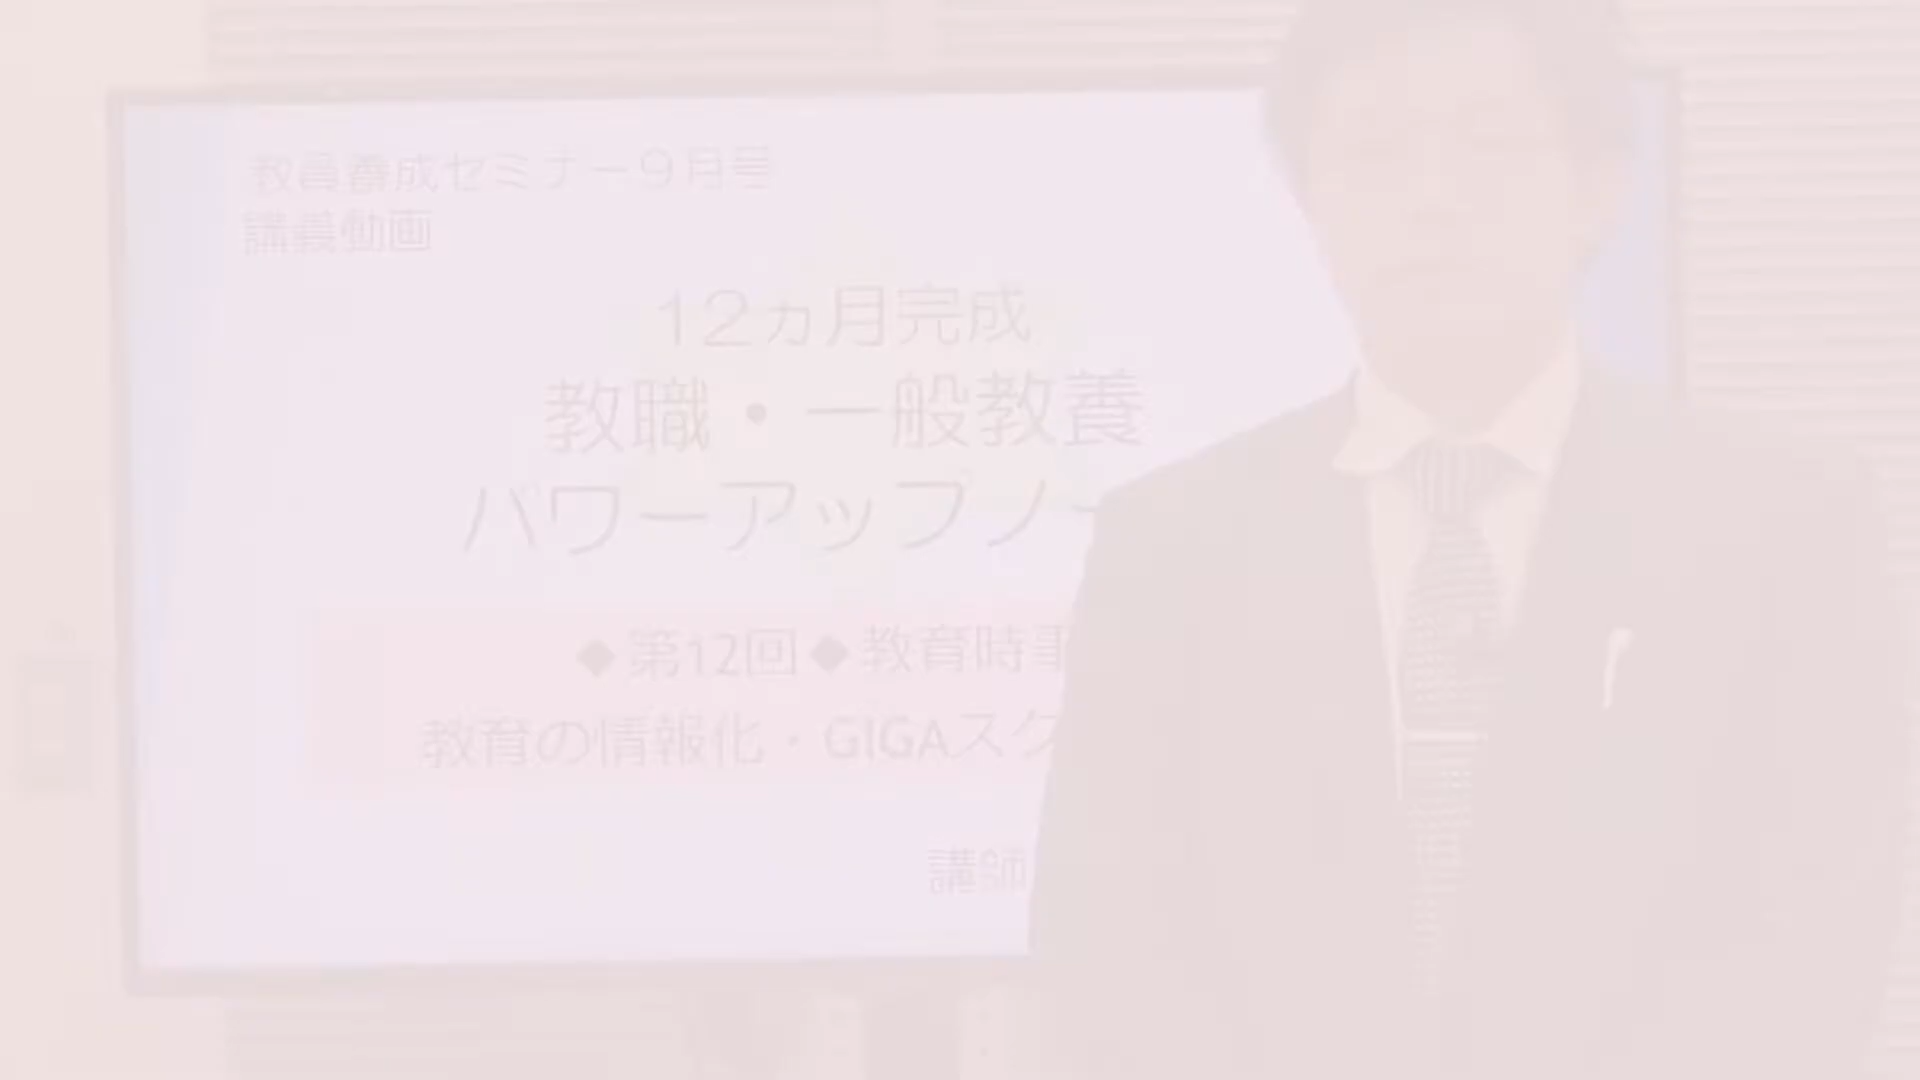 教員養成セミナー９月号
講義動画
１２ヵ月完成
教職・一般教養
パワーアップノー
◆第12回◆教育時事
教育の情報化・GIGAスク
講師